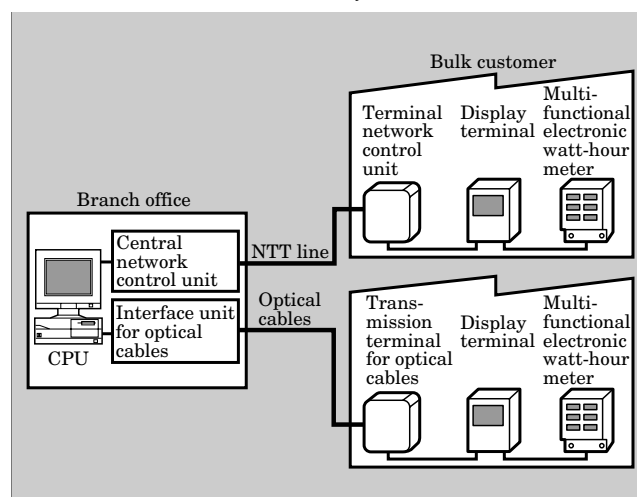 Bulk customer
Terminal
network
control
unit
Display
terminal
Multi-
functional
electronic
watt-hour
meter
Branch office
Central
network
control unit
NTT line
Interface unit
for optical
cables
CPU
Optical
cables
Trans-
mission
terminal
for optical
cables
Display
terminal
Multi-
functional
electronic
watt-hour
meter